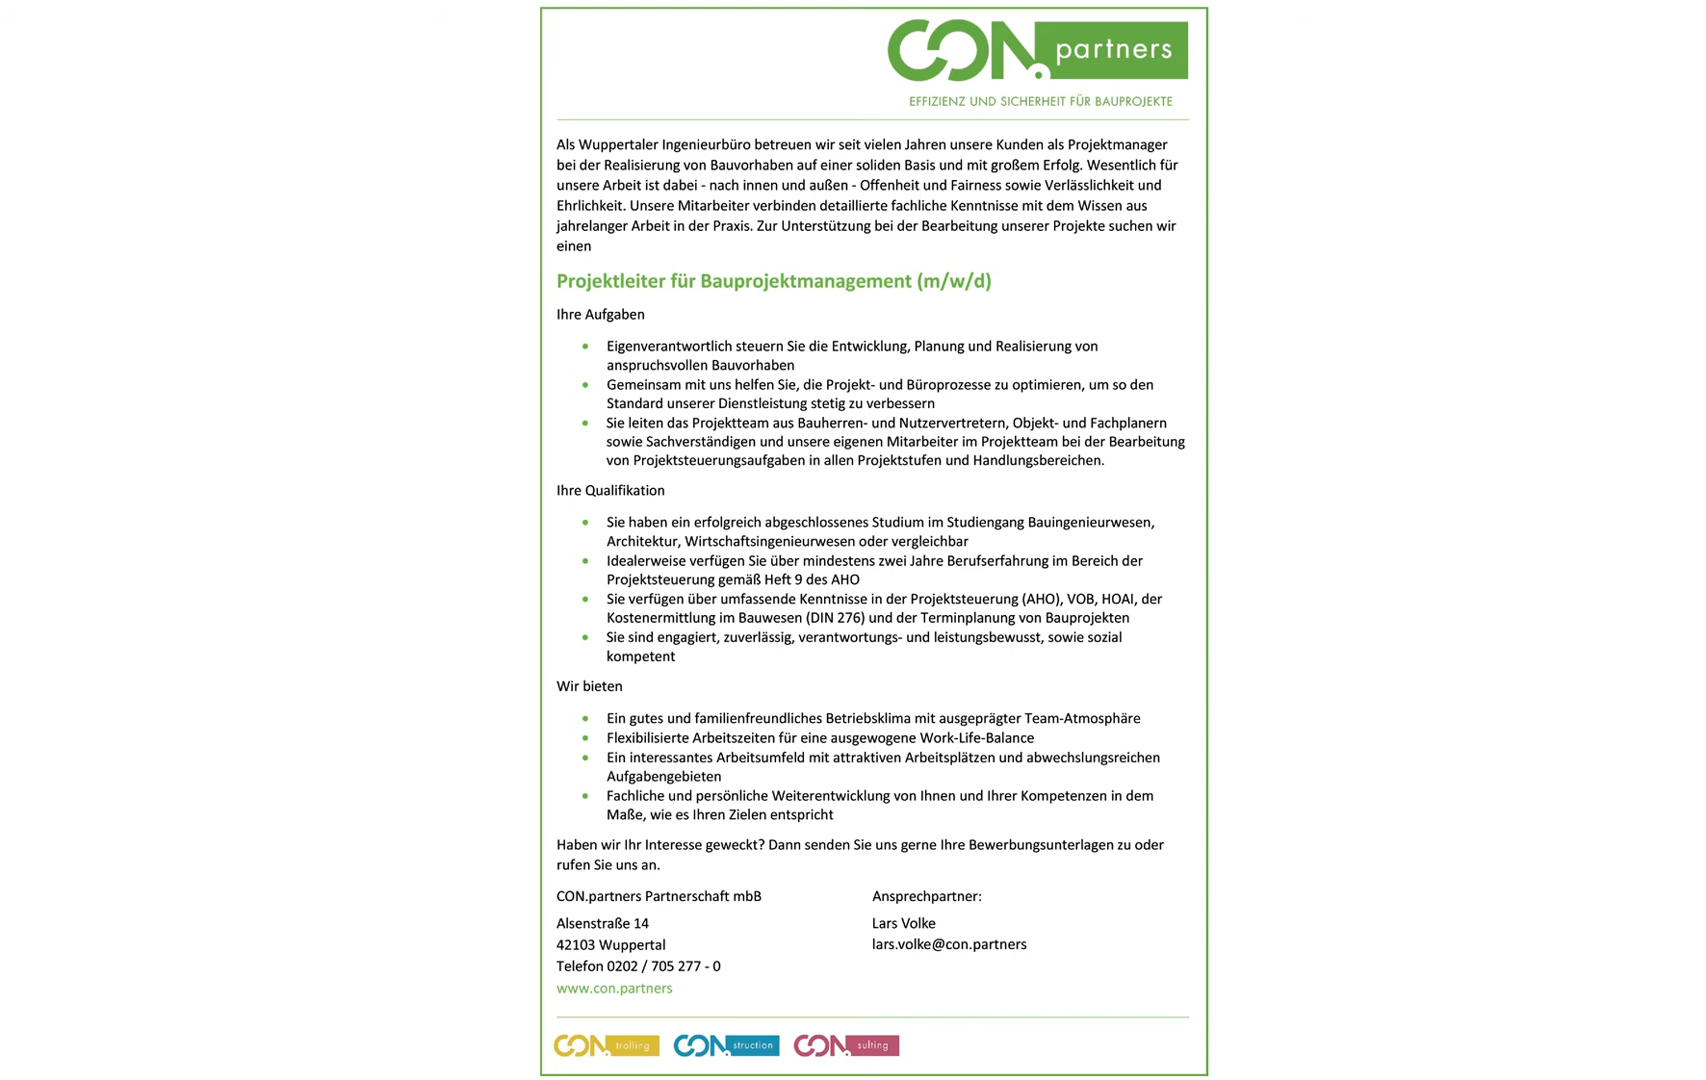 CON.partners
EFFIZIENZ UND SICHERHEIT FÜR BAUPROJEKTE
Als Wuppertaler Ingenieurbüro betreuen wir seit vielen Jahren unsere Kunden als Projektmanager
bei der Realisierung von Bauvorhaben auf einer soliden Basis und mit großem Erfolg. Wesentlich für
unsere Arbeit ist dabei - nach innen und außen - Offenheit und Fairness sowie Verlässlichkeit und
Ehrlichkeit. Unsere Mitarbeiter verbinden detaillierte fachliche Kenntnisse mit dem Wissen aus
jahrelanger Arbeit in der Praxis. Zur Unterstützung bei der Bearbeitung unserer Projekte suchen wir
einen
Projektleiter für Bauprojektmanagement (m/w/d)
Ihre Aufgaben
• Eigenverantwortlich steuern Sie die Entwicklung, Planung und Realisierung von
anspruchsvollen Bauvorhaben
• Gemeinsam mit uns helfen Sie, die Projekt- und Büroprozesse zu optimieren, um so den
Standard unserer Dienstleistung stetig zu verbessern
• Sie leiten das Projektteam aus Bauherren- und Nutzervertretern, Objekt- und Fachplanern
sowie Sachverständigen und unsere eigenen Mitarbeiter im Projektteam bei der Bearbeitung
von Projektsteuerungsaufgaben in allen Projektstufen und Handlungsbereichen.
Ihre Qualifikation
• Sie haben ein erfolgreich abgeschlossenes Studium im Studiengang Bauingenieurwesen,
Architektur, Wirtschaftsingenieurwesen oder vergleichbar
• Idealerweise verfügen Sie über mindestens zwei Jahre Berufserfahrung im Bereich der
Projektsteuerung gemäß Heft 9 des AHO
• Sie verfügen über umfassende Kenntnisse in der Projektsteuerung (AHO), VOB, HOAI, der
Kostenermittlung im Bauwesen (DIN 276) und der Terminplanung von Bauprojekten
• Sie sind engagiert, zuverlässig, verantwortungs- und leistungsbewusst, sowie sozial
kompetent
Wir bieten
• Ein gutes und familienfreundliches Betriebsklima mit ausgeprägter Team-Atmosphäre
• Flexibilisierte Arbeitszeiten für eine ausgewogene Work-Life-Balance
• Ein interessantes Arbeitsumfeld mit attraktiven Arbeitsplätzen und abwechslungsreichen
Aufgabengebieten
• Fachliche und persönliche Weiterentwicklung von Ihnen und Ihrer Kompetenzen in dem
Maße, wie es Ihren Zielen entspricht
Haben wir Ihr Interesse geweckt? Dann senden Sie uns gerne Ihre Bewerbungsunterlagen zu oder
rufen Sie uns an.
CON.partners Partnerschaft mbB
Alsenstraße 14
42103 Wuppertal
Telefon 0202 / 705 277 - 0
www.con.partners
Ansprechpartner:
Lars Volke
lars.volke@con.partners
CON.trolling CON.struction CON.sulting